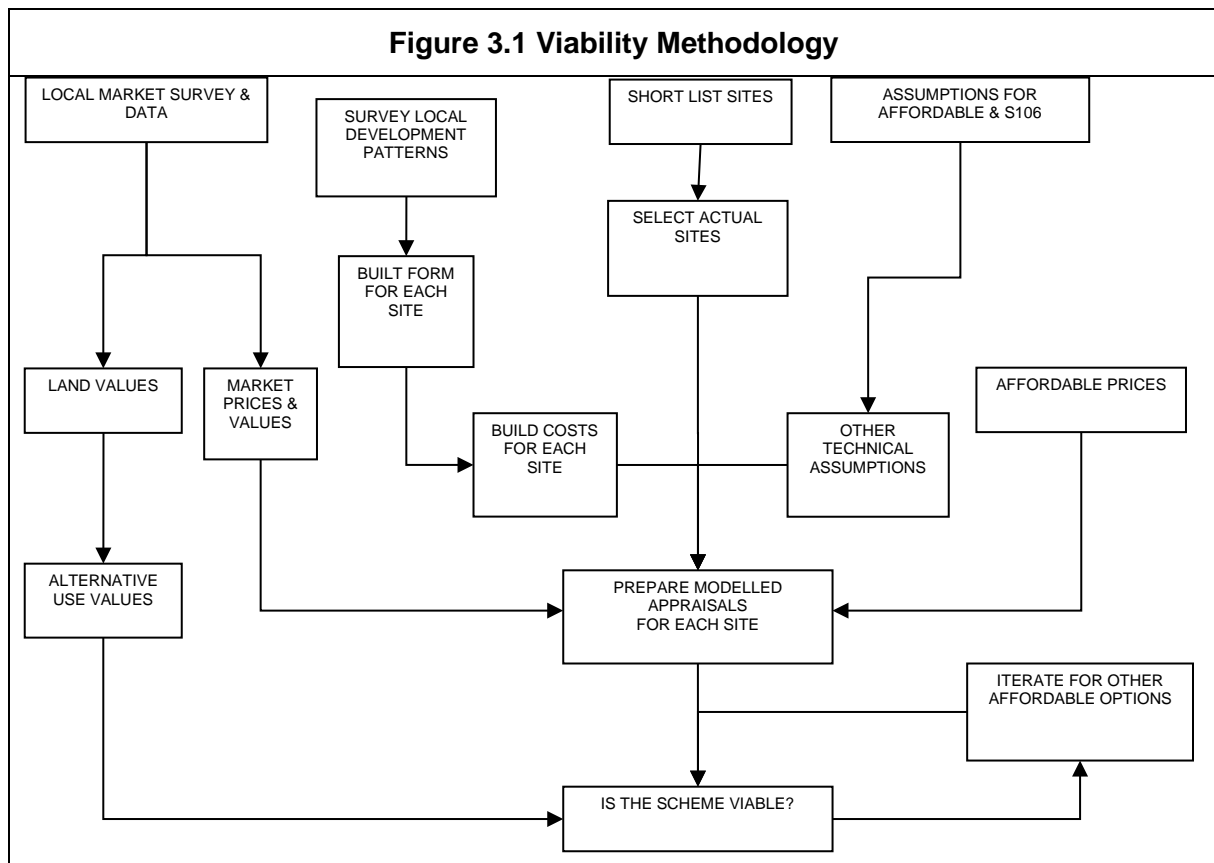 Figure 3.1 Viability Methodology
LOCAL MARKET SURVEY &
DATA
SURVEY LOCAL
DEVELOPMENT
PATTERNS
SHORT LIST SITES
ASSUMPTIONS FOR
AFFORDABLE & S106
SELECT ACTUAL
SITES
BUILT FORM
FOR EACH
SITE
LAND VALUES
MARKET
PRICES &
VALUES
AFFORDABLE PRICES
BUILD COSTS
FOR EACH
SITE
OTHER
TECHNICAL
ASSUMPTIONS
ALTERNATIVE
USE VALUES
PREPARE MODELLED
APPRAISALS
FOR EACH SITE
ITERATE FOR OTHER
AFFORDABLE OPTIONS
IS THE SCHEME VIABLE?